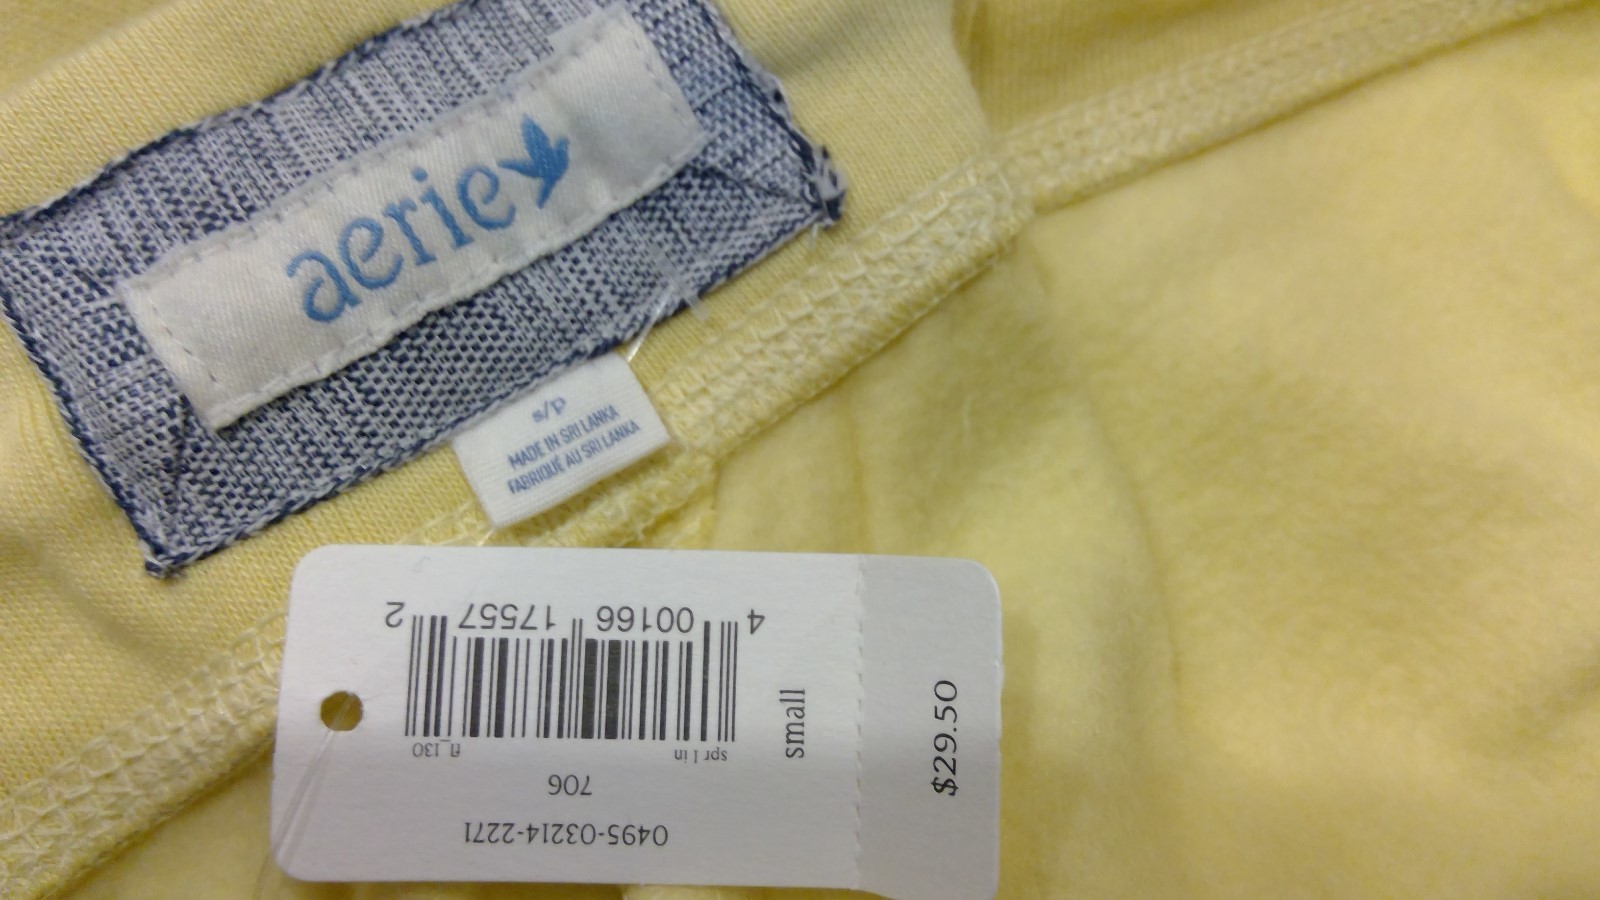 aerie
s/p
MADE IN SRI LANKA
FABRIQUÉ AU SRI LANKA
0495-03214-2271
706
spr 1 in fl_130
4 00166 17557 2
small
$29.50